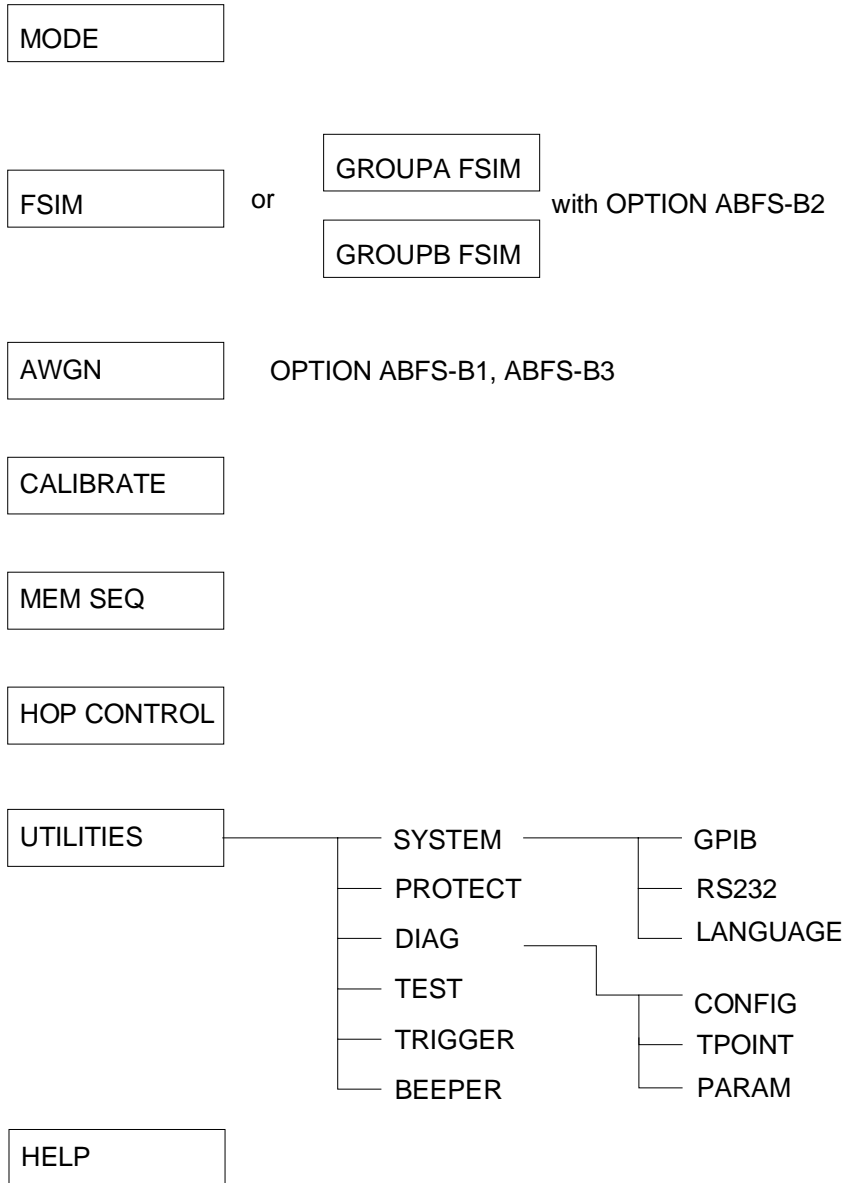 MODE
GROUPA FSIM
FSIM or with OPTION ABFS-B2
GROUPB FSIM
AWGN OPTION ABFS-B1, ABFS-B3
CALIBRATE
MEM SEQ
HOP CONTROL
UTILITIES SYSTEM GPIB
PROTECT RS232
DIAG LANGUAGE
TEST CONFIG
TRIGGER TPOINT
BEEPER PARAM
HELP